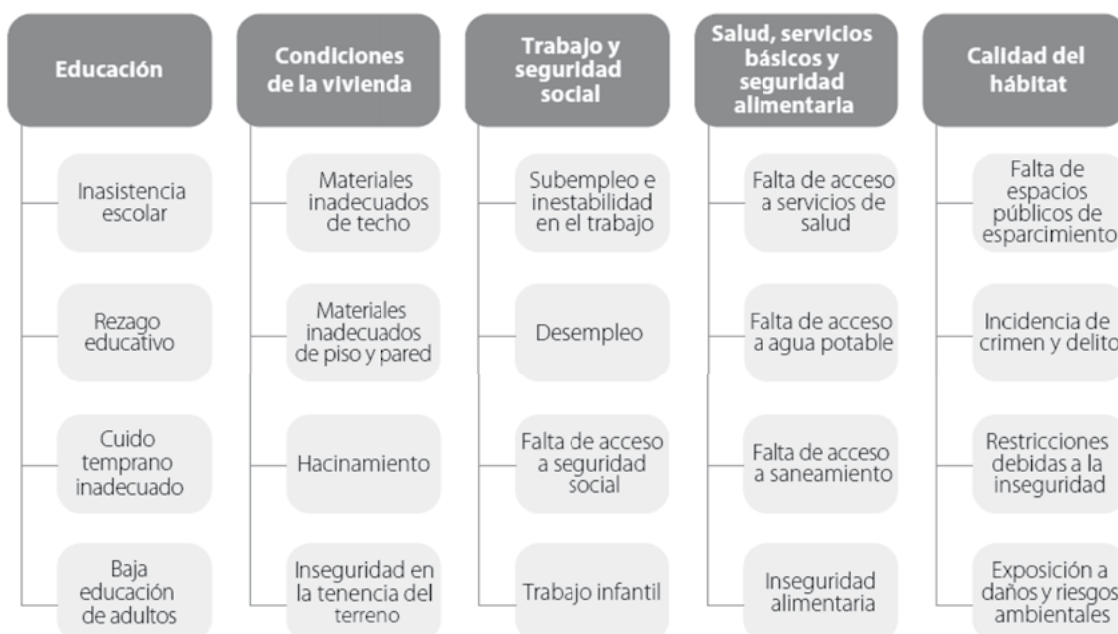 Educación
Inasistencia
escolar
Rezago
educativo
Cuido
temprano
inadecuado
Baja
educación
de adultos
Condiciones
de la vivienda
Materiales
inadecuados
de techo
Materiales
inadecuados
de piso y pared
Hacinamiento
Inseguridad en
la tenencia del
terreno
Trabajo y
seguridad
social
Subempleo e
inestabilidad
en el trabajo
Desempleo
Falta de acceso
a seguridad
social
Trabajo infantil
Salud, servicios
básicos y
seguridad
alimentaria
Falta de acceso
a servicios de
salud
Falta de acceso
a agua potable
Falta de acceso
a saneamiento
Inseguridad
alimentaria
Calidad del
hábitat
Falta de
espacios
públicos de
esparcimiento
Incidencia de
crimen y delito
Restricciones
debidas a la
inseguridad
Exposición a
daños y riesgos
ambientales